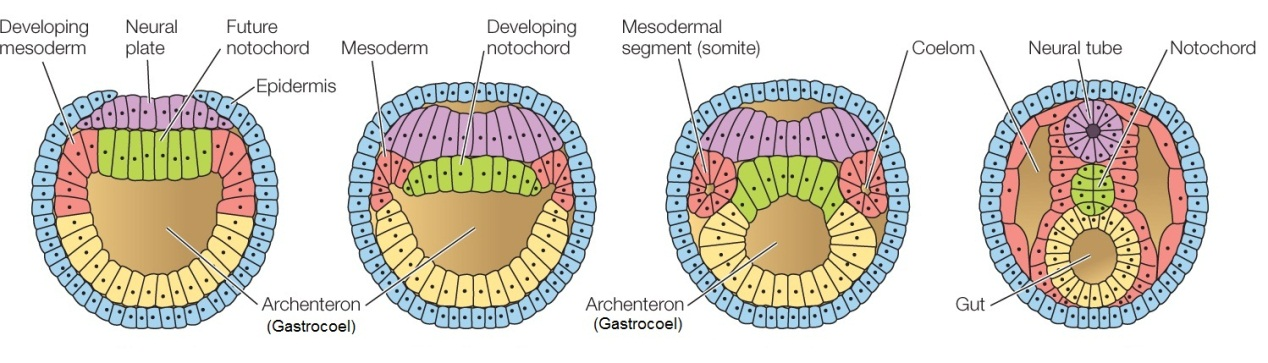 Developing
mesoderm
Neural
plate
Future
notochord
Epidermis
Mesoderm
Developing
notochord
Mesodermal
segment (somite)
Coelom
Neural tube
Notochord
Archenteron
(Gastrocoel)
Archenteron
(Gastrocoel)
Gut